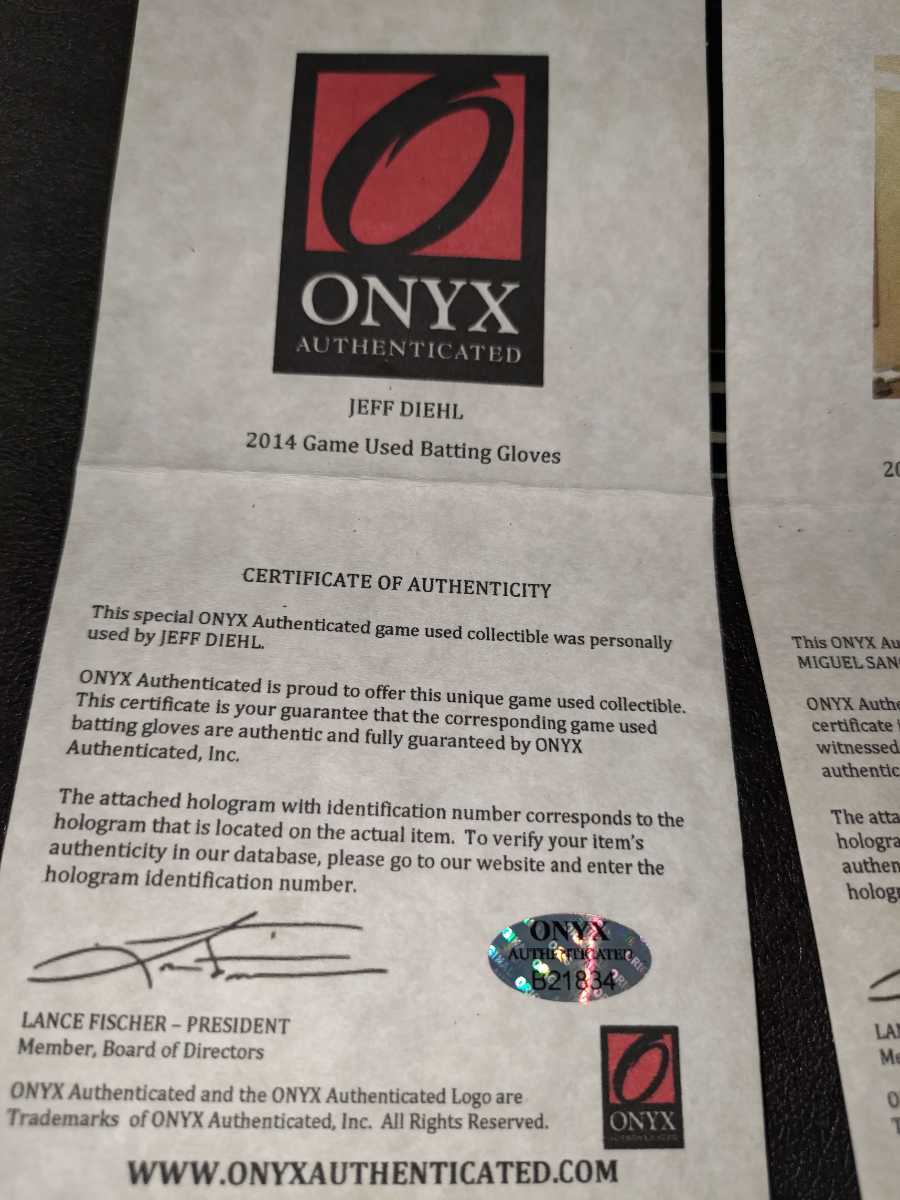 ONYX
AUTHENTICATED
JEFF DIEHL
2014 Game Used Batting Gloves
CERTIFICATE OF AUTHENTICITY
This special ONYX Authenticated game used collectible was personally
used by JEFF DIEHL.
ONYX Authenticated is proud to offer this unique game used collectible.
This certificate is your guarantee that the corresponding game used
batting gloves are authentic and fully guaranteed by ONYX
Authenticated, Inc.
The attached hologram with identification number corresponds to the
hologram that is located on the actual item. To verify your item's
authenticity in our database, please go to our website and enter the
hologram identification number.
ONYX
AUTHENTICATED
B21834
LANCE FISCHER – PRESIDENT
Member, Board of Directors
ONYX
AUTHENTICATED
ONYX Authenticated and the ONYX Authenticated Logo are
Trademarks of ONYX Authenticated, Inc. All Rights Reserved.
WWW.ONYXAUTHENTICATED.COM
20
This ONYX Au
MIGUEL SAN
ONYX Authe
certificate
witnessed
authentic
The atta
hologra
authen
holog
LA
M
O
T